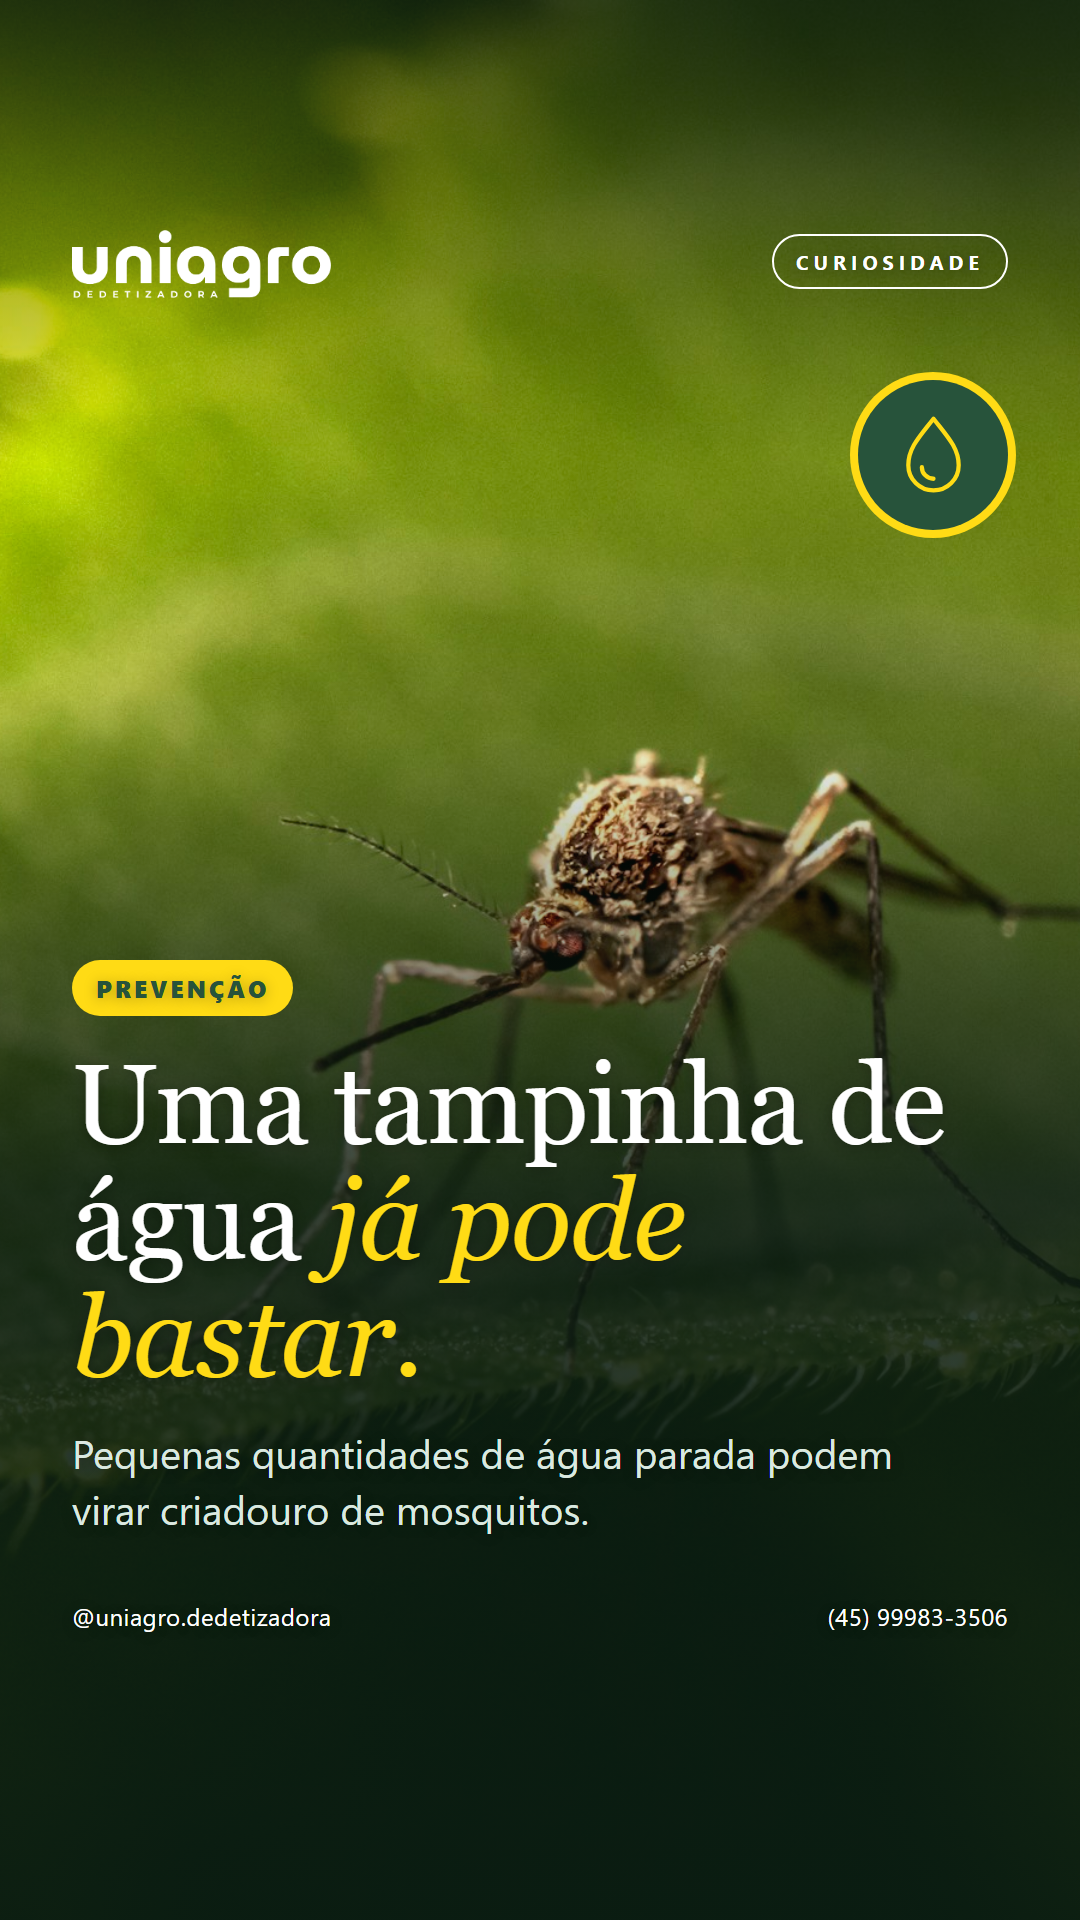 uniagro
DEDETIZADORA
CURIOSIDADE
PREVENÇÃO
Uma tampinha de
água já pode
bastar.
Pequenas quantidades de água parada podem
virar criadouro de mosquitos.
@uniagro.dedetizadora
(45) 99983-3506